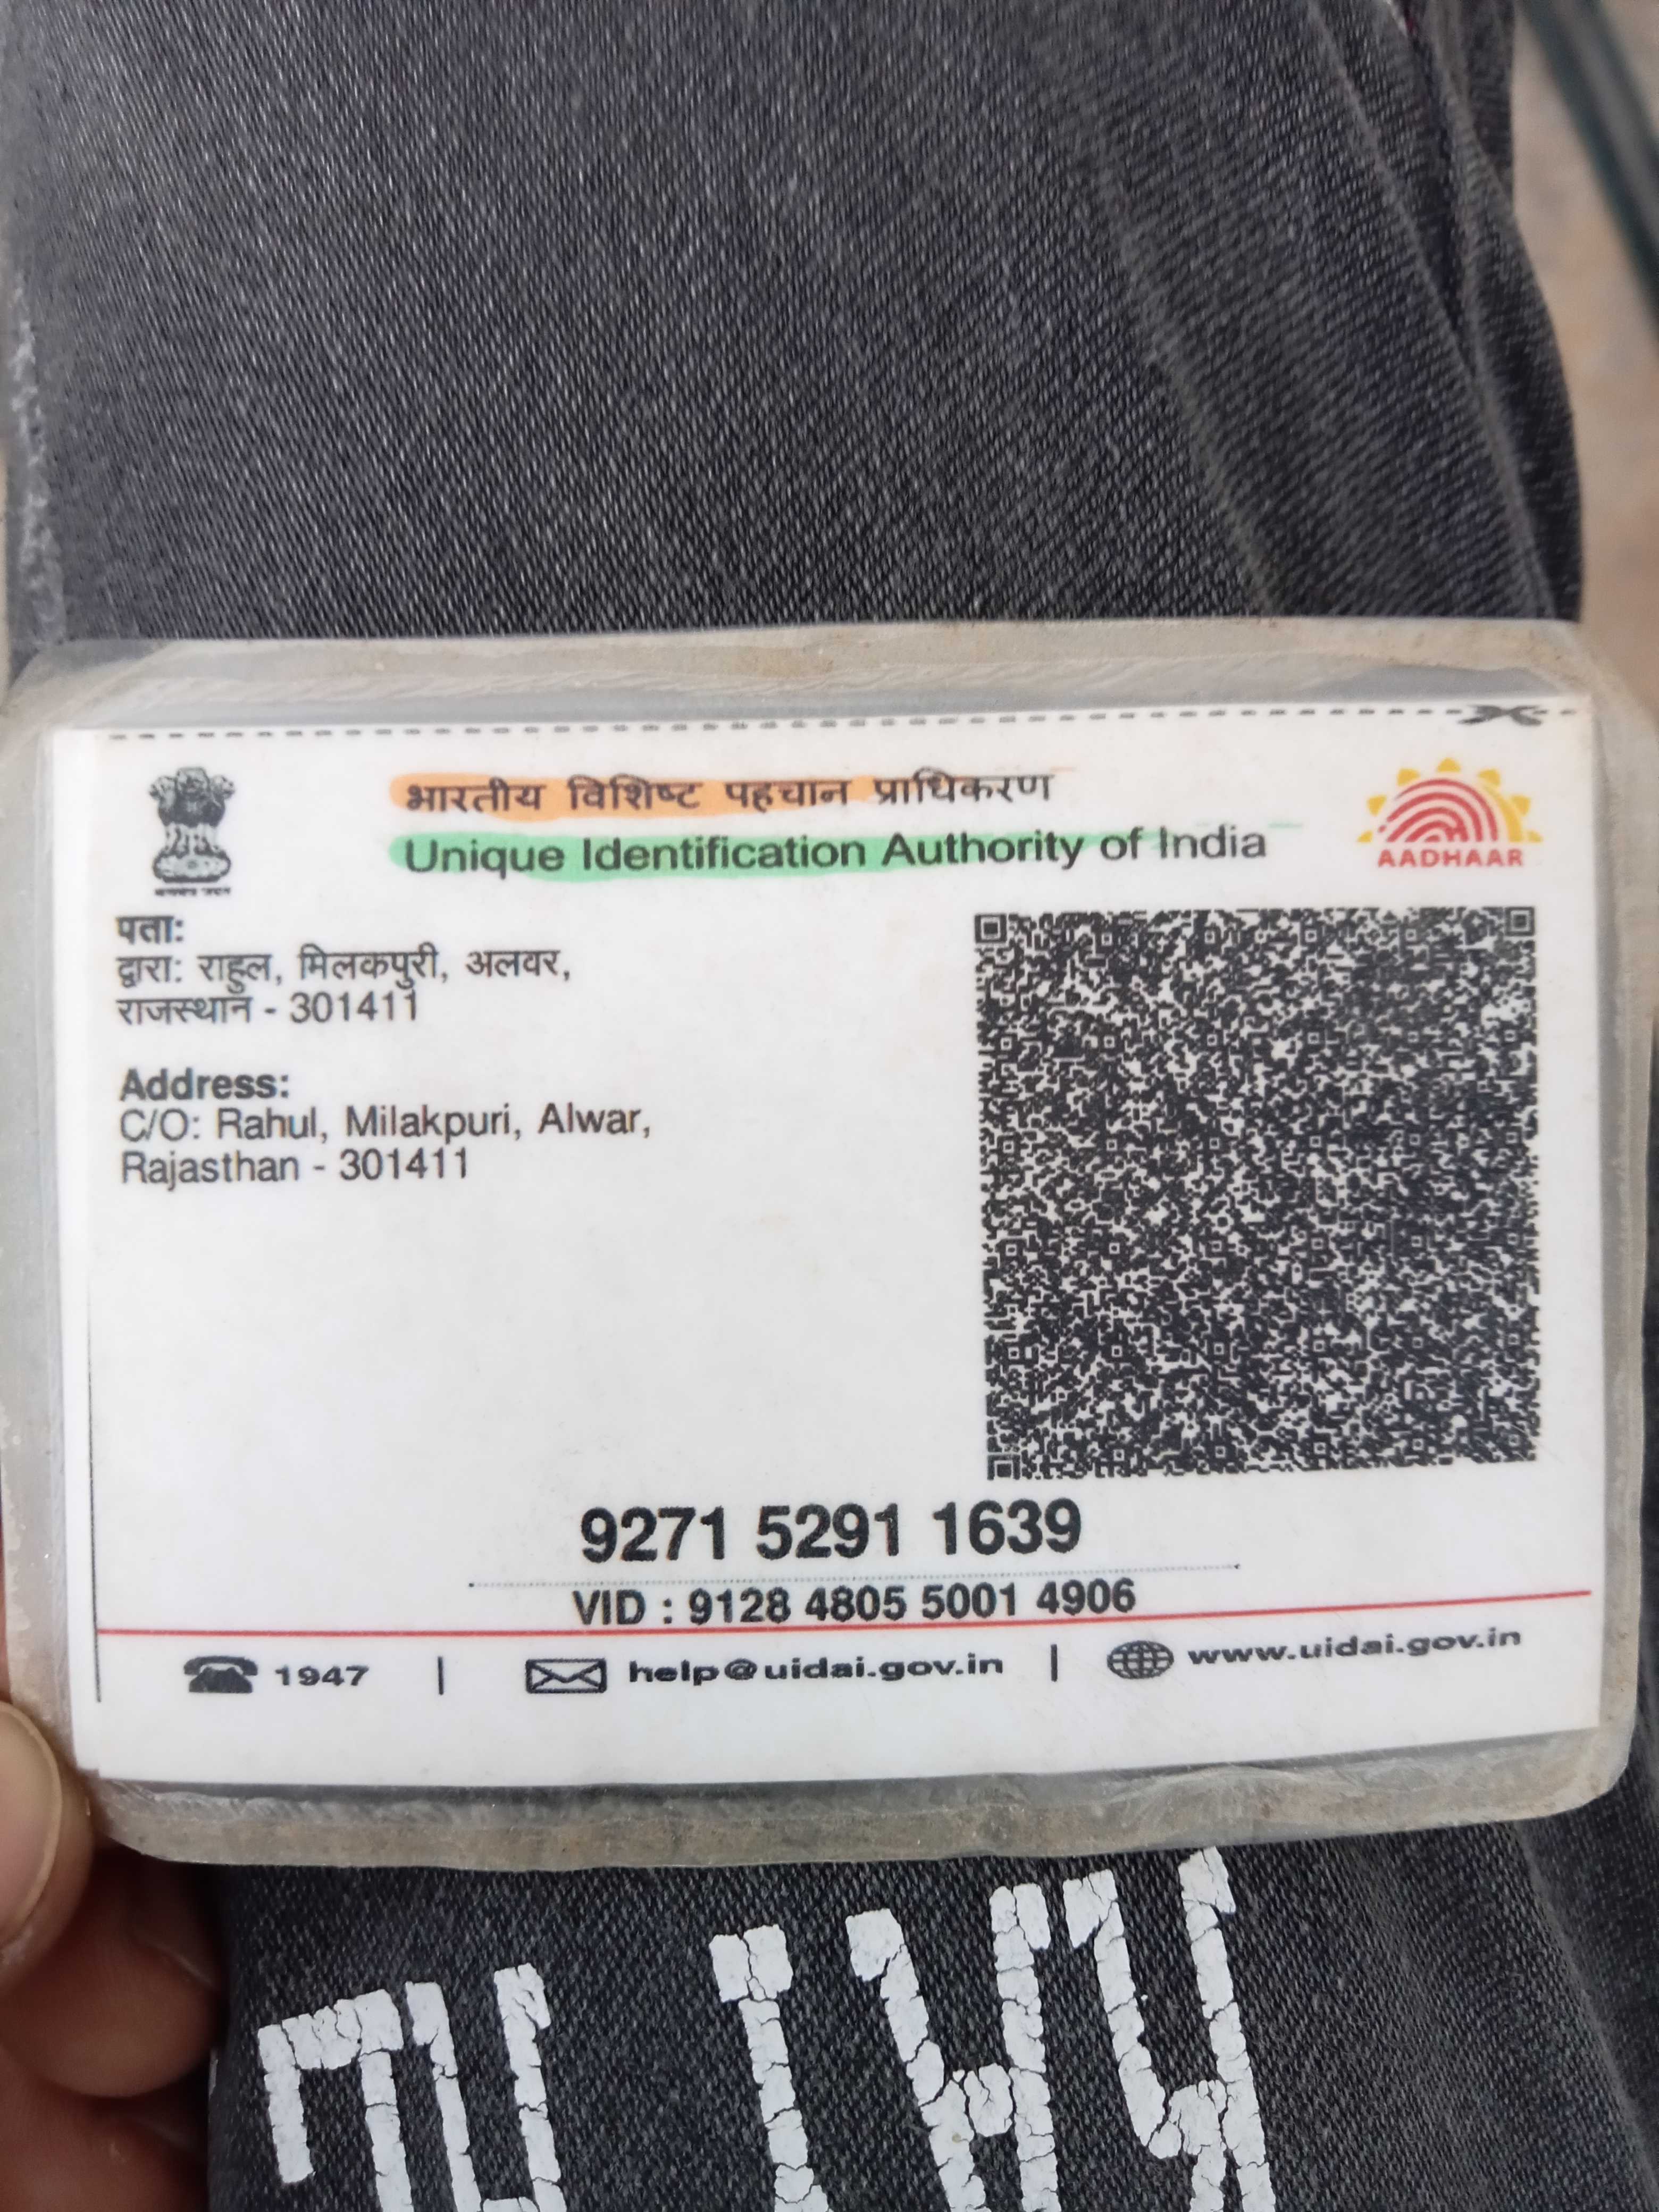 भारतीय विशिष्ट पहचान प्राधिकरण
Unique Identification Authority of India
AADHAAR
पता:
द्वारा: राहुल, मिलकपुरी, अलवर,
राजस्थान - 301411
Address:
C/O: Rahul, Milakpuri, Alwar,
Rajasthan - 301411
9271 5291 1639
VID : 9128 4805 5001 4906
1947 | help@uidai.gov.in | www.uidai.gov.in